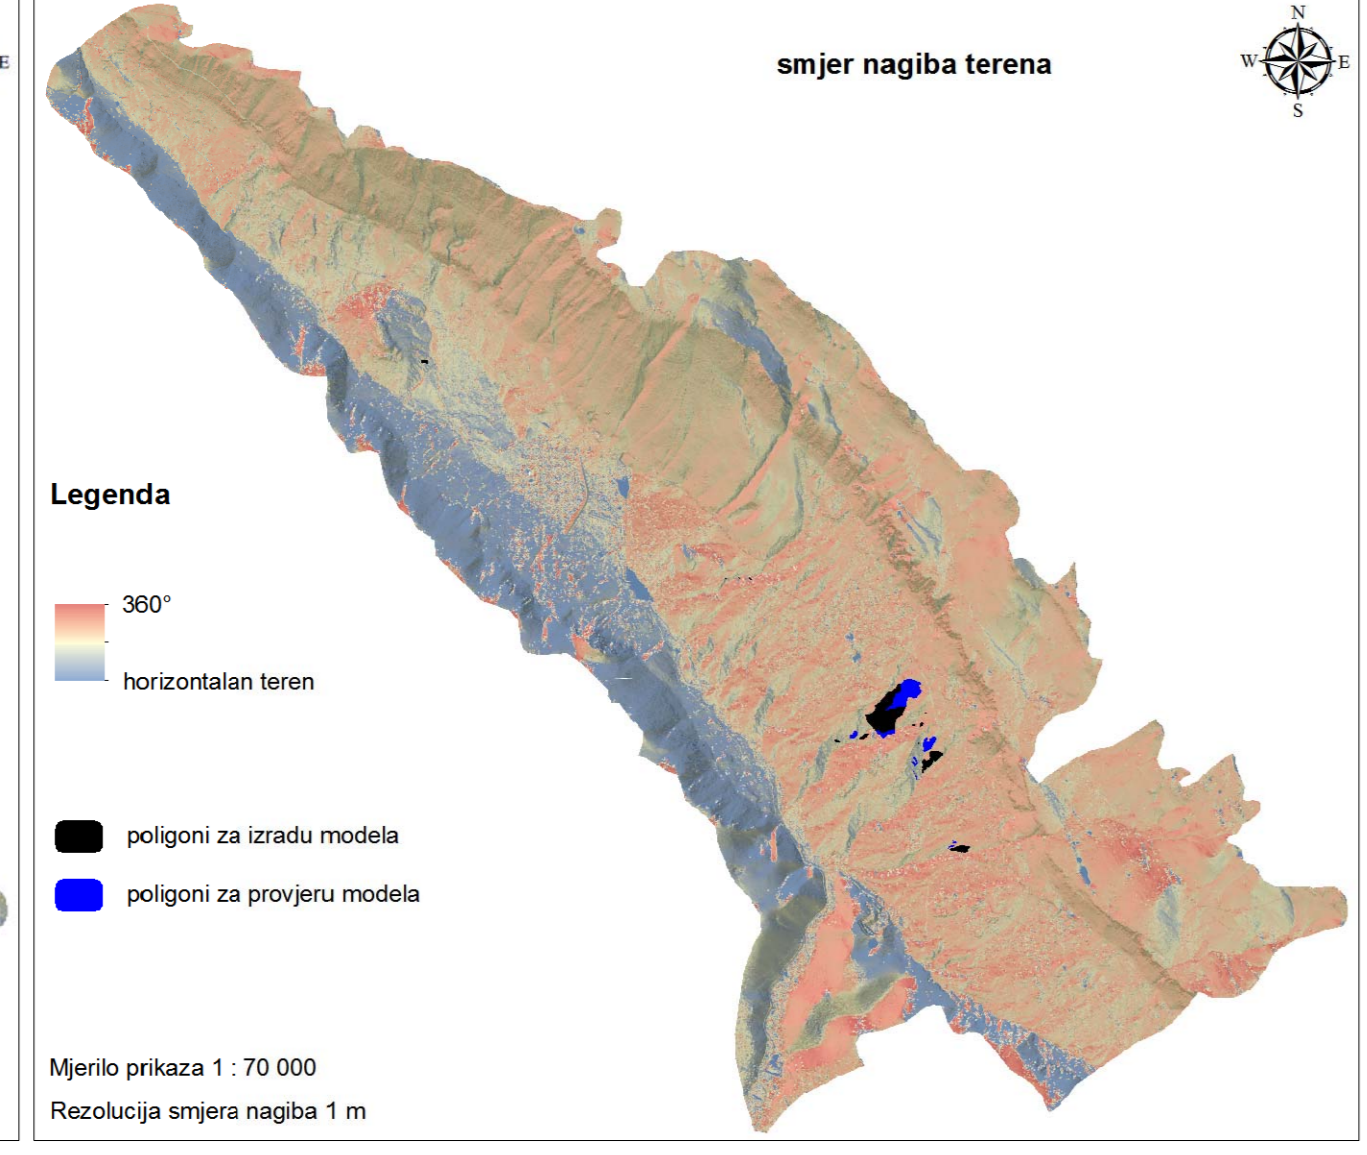 E
smjer nagiba terena
N
W E
S
Legenda
360°
horizontalan teren
poligoni za izradu modela
poligoni za provjeru modela
Mjerilo prikaza 1 : 70 000
Rezolucija smjera nagiba 1 m